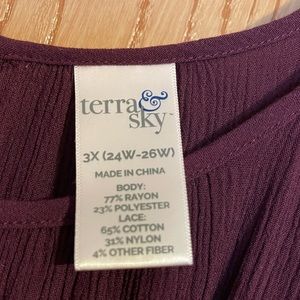 terra &
sky™
3X (24W-26W)
MADE IN CHINA
BODY:
77% RAYON
23% POLYESTER
LACE:
65% COTTON
31% NYLON
4% OTHER FIBER